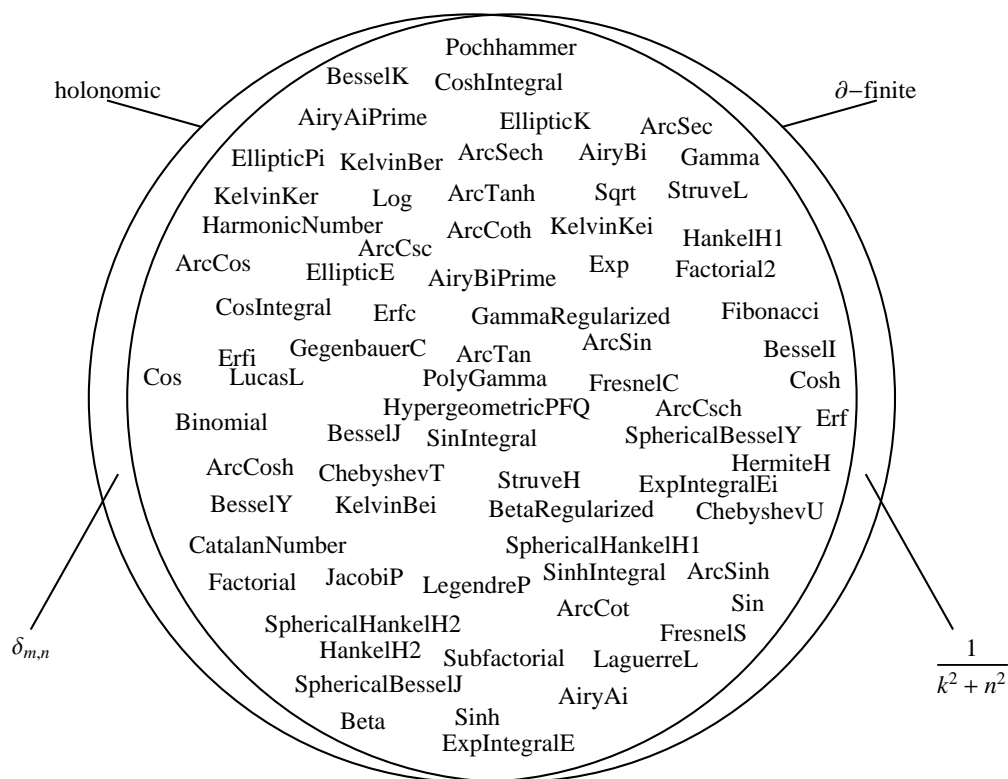 Pochhammer
BesselK
CoshIntegral
holonomic
∂−finite
AiryAiPrime
EllipticK
ArcSec
EllipticPi
KelvinBer
ArcSech
AiryBi
Gamma
KelvinKer
Log
ArcTanh
Sqrt
StruveL
HarmonicNumber
ArcCsc
ArcCoth
KelvinKei
HankelH1
ArcCos
EllipticE
AiryBiPrime
Exp
Factorial2
CosIntegral
Erfc
GammaRegularized
Fibonacci
Erfi
GegenbauerC
ArcTan
ArcSin
BesselI
Cos
LucasL
PolyGamma
FresnelC
Cosh
Binomial
HypergeometricPFQ
ArcCsch
Erf
BesselJ
SinIntegral
SphericalBesselY
HermiteH
ArcCosh
ChebyshevT
StruveH
ExpIntegralEi
BesselY
KelvinBei
BetaRegularized
ChebyshevU
CatalanNumber
SphericalHankelH1
Factorial
JacobiP
LegendreP
SinhIntegral
ArcSinh
ArcCot
Sin
SphericalHankelH2
FresnelS
δm,n
HankelH2
Subfactorial
LaguerreL
1
k² + n²
SphericalBesselJ
AiryAi
Beta
Sinh
ExpIntegralE